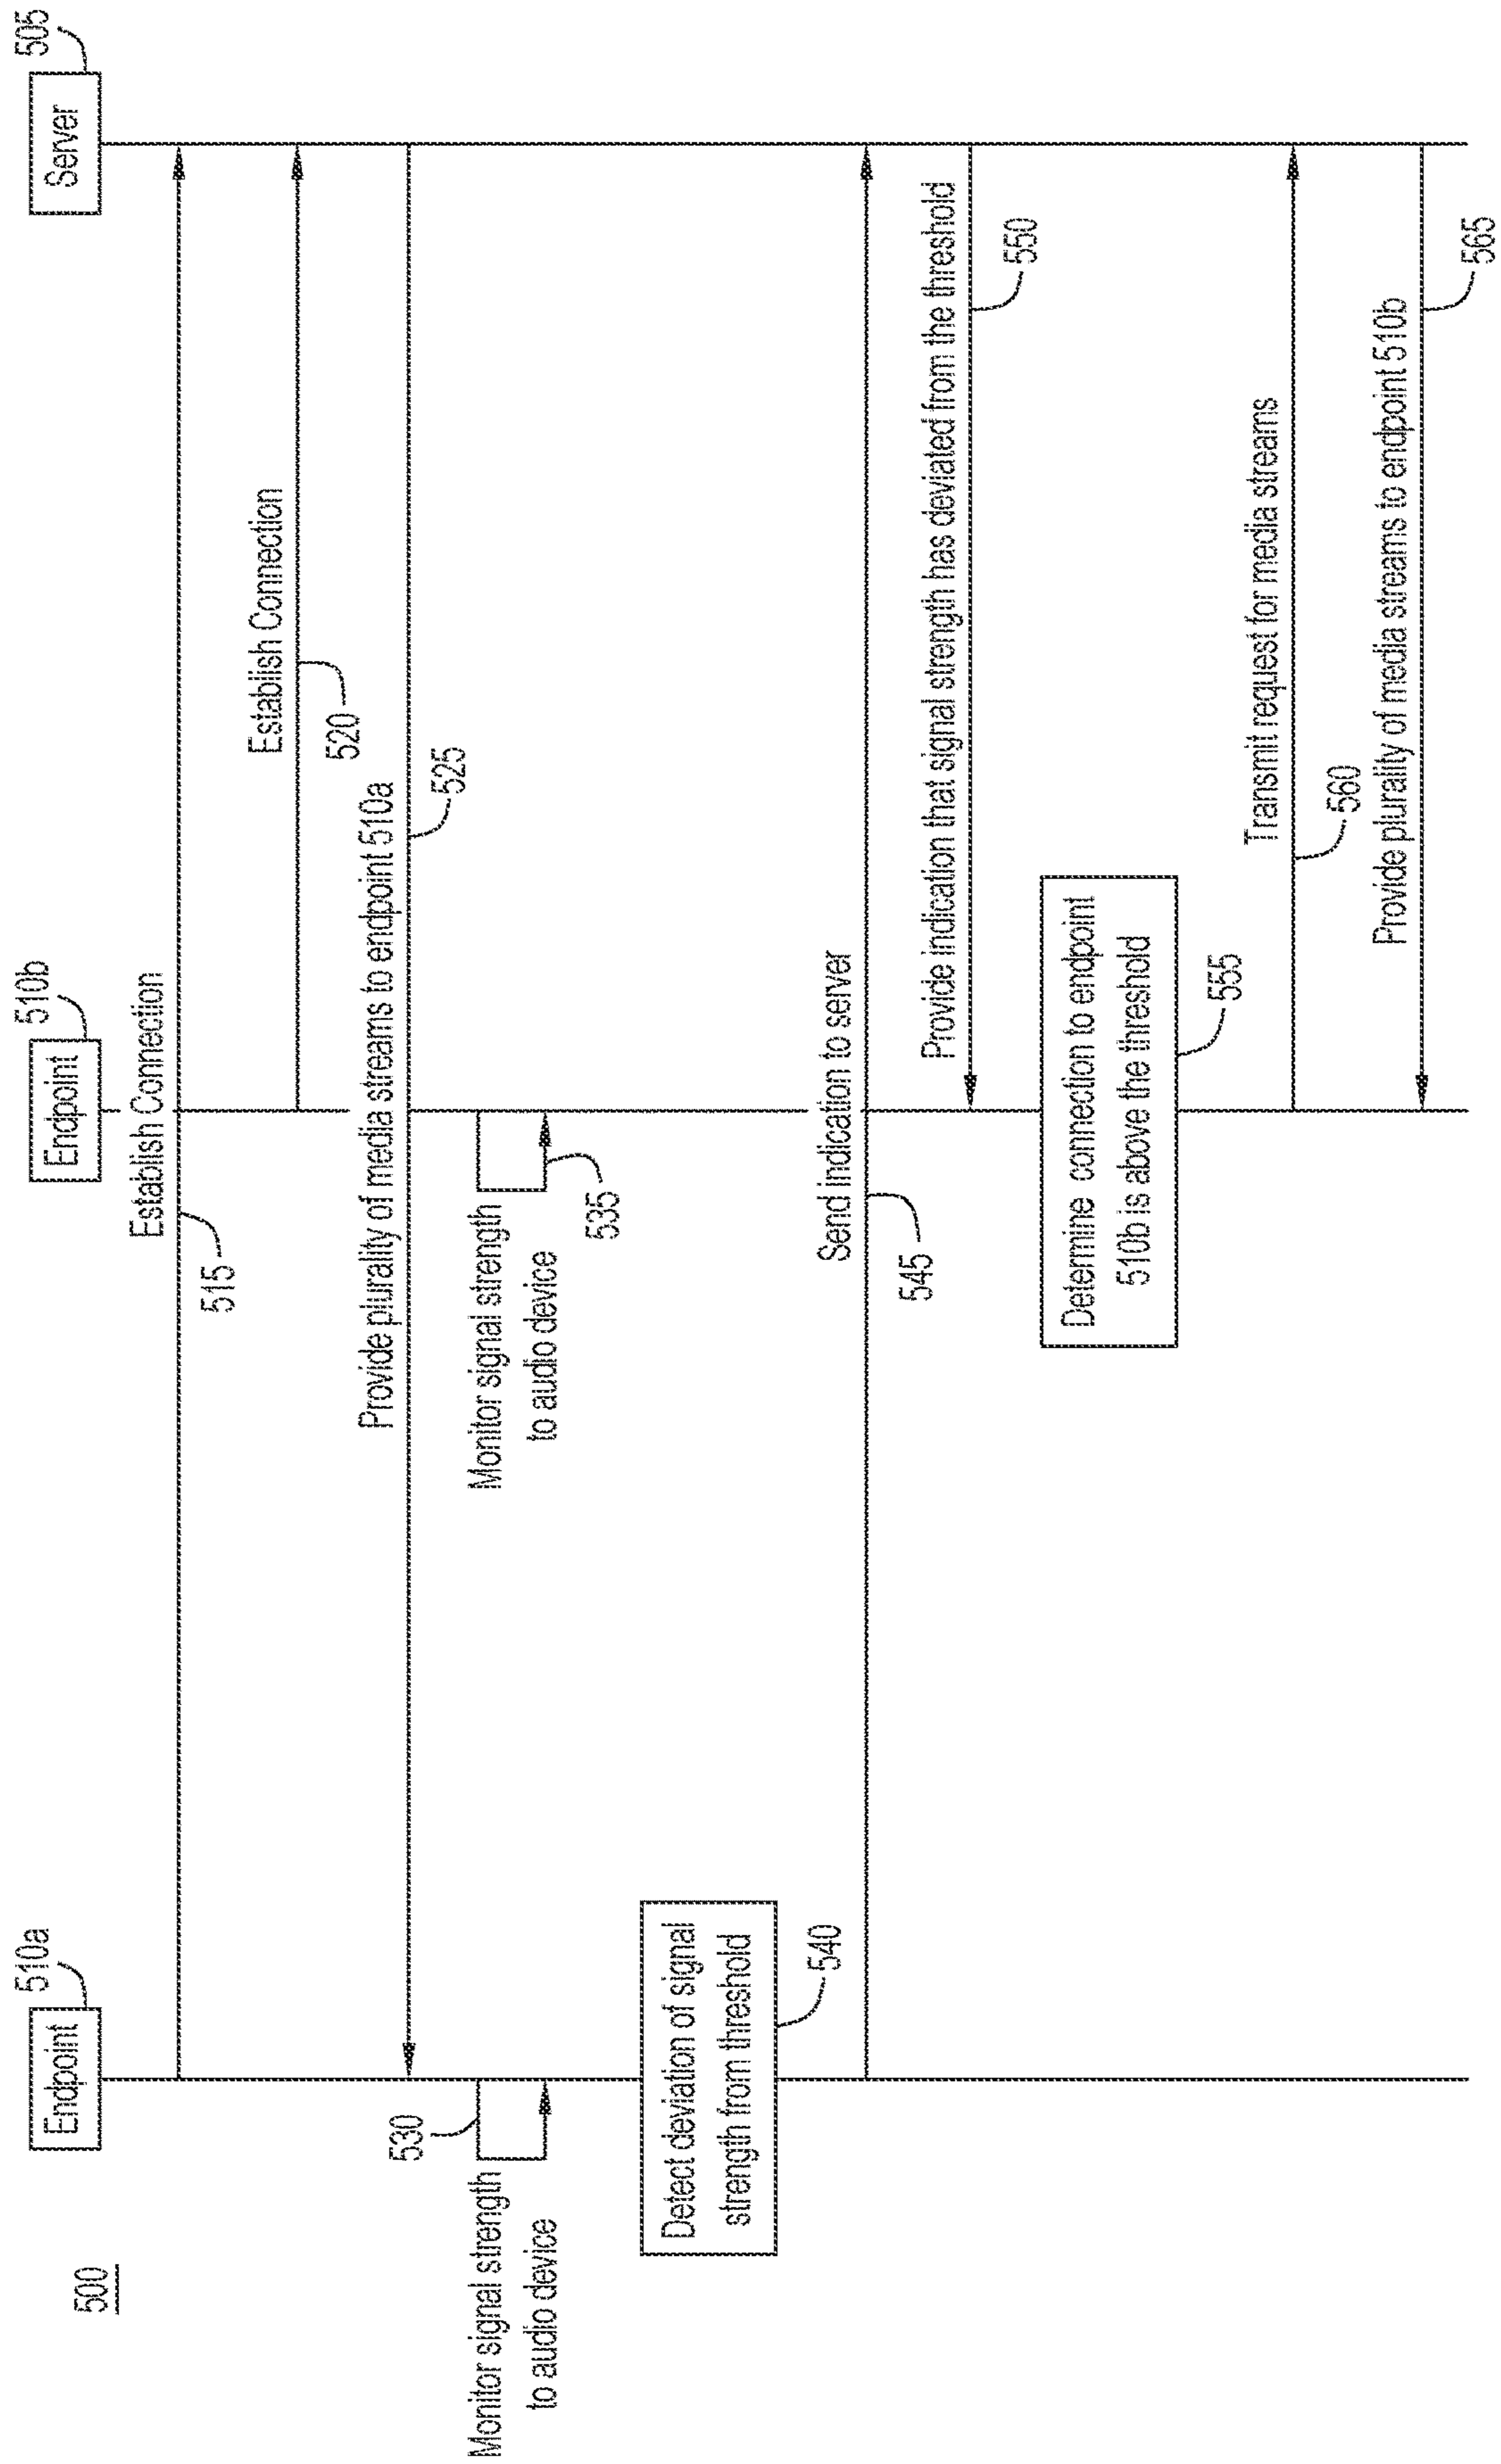 500
Endpoint
510a
Endpoint
510b
Server
505
Establish Connection
515
Establish Connection
520
Provide plurality of media streams to endpoint 510a
525
530
Monitor signal strength
to audio device
Monitor signal strength
to audio device
535
Detect deviation of signal
strength from threshold
540
Send indication to server
545
Provide indication that signal strength has deviated from the threshold
550
Determine connection to endpoint
510b is above the threshold
555
Transmit request for media streams
560
Provide plurality of media streams to endpoint 510b
565